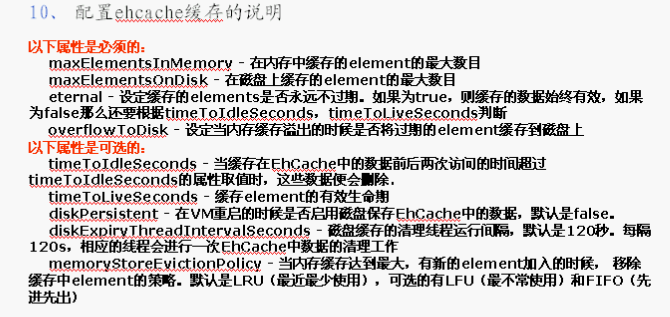 10、 配置ehcache缓存的说明
以下属性是必须的：
maxElementsInMemory - 在内存中缓存的element的最大数目
maxElementsOnDisk - 在磁盘上缓存的element的最大数目
eternal - 设定缓存的elements是否永远不过期。如果为true，则缓存的数据始终有效，如果
为false那么还要根据timeToIdleSeconds，timeToLiveSeconds判断
overflowToDisk - 设定当内存缓存溢出的时候是否将过期的element缓存到磁盘上
以下属性是可选的：
timeToIdleSeconds - 当缓存在EhCache中的数据前后两次访问的时间超过
timeToIdleSeconds的属性取值时，这些数据便会删除.
timeToLiveSeconds - 缓存element的有效生命期
diskPersistent - 在VM重启的时候是否启用磁盘保存EhCache中的数据，默认是false。
diskExpiryThreadIntervalSeconds - 磁盘缓存的清理线程运行间隔，默认是120秒。每隔
120s，相应的线程会进行一次EhCache中数据的清理工作
memoryStoreEvictionPolicy - 当内存缓存达到最大，有新的element加入的时候， 移除
缓存中element的策略。默认是LRU（最近最少使用），可选的有LFU（最不常使用）和FIFO（先
进先出）